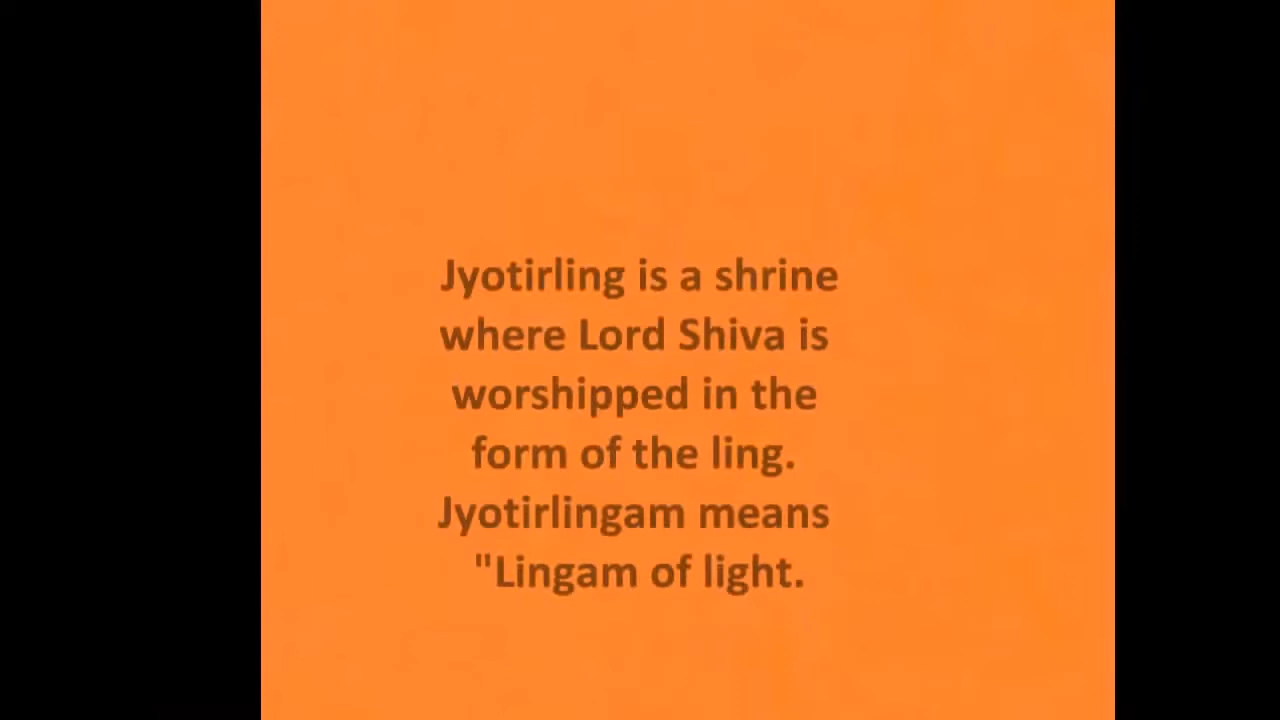 Jyotirling is a shrine
where Lord Shiva is
worshipped in the
form of the ling.
Jyotirlingam means
"Lingam of light.